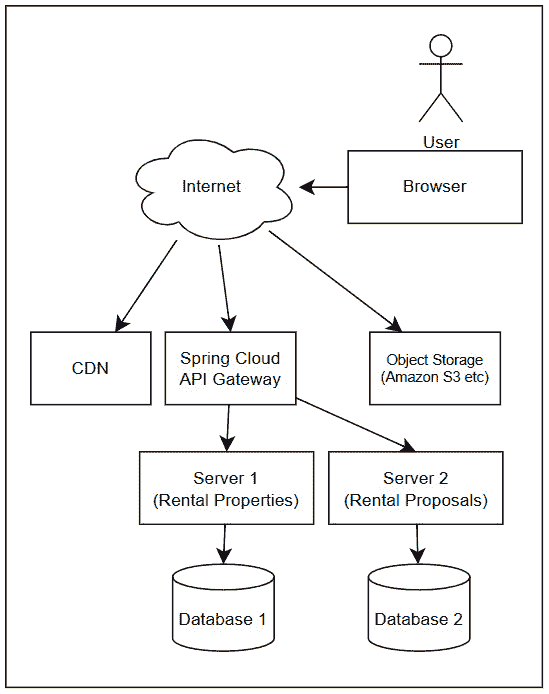 User
Browser
Internet
CDN
Spring Cloud
API Gateway
Object Storage
(Amazon S3 etc)
Server 1
(Rental Properties)
Server 2
(Rental Proposals)
Database 1
Database 2